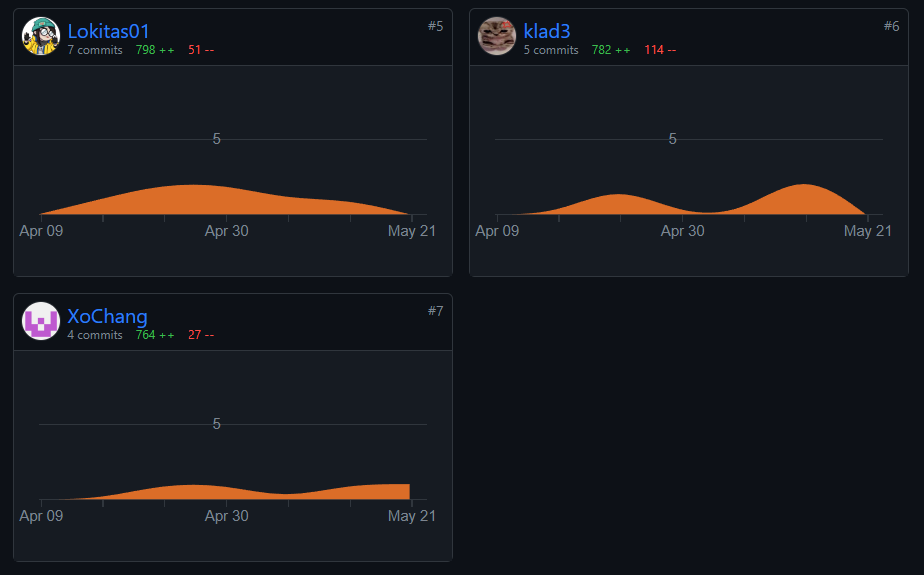 Lokitas01 #5
7 commits 798 ++ 51 --
5
Apr 09 Apr 30 May 21
klad3 #6
5 commits 782 ++ 114 --
5
Apr 09 Apr 30 May 21
XoChang #7
4 commits 764 ++ 27 --
5
Apr 09 Apr 30 May 21